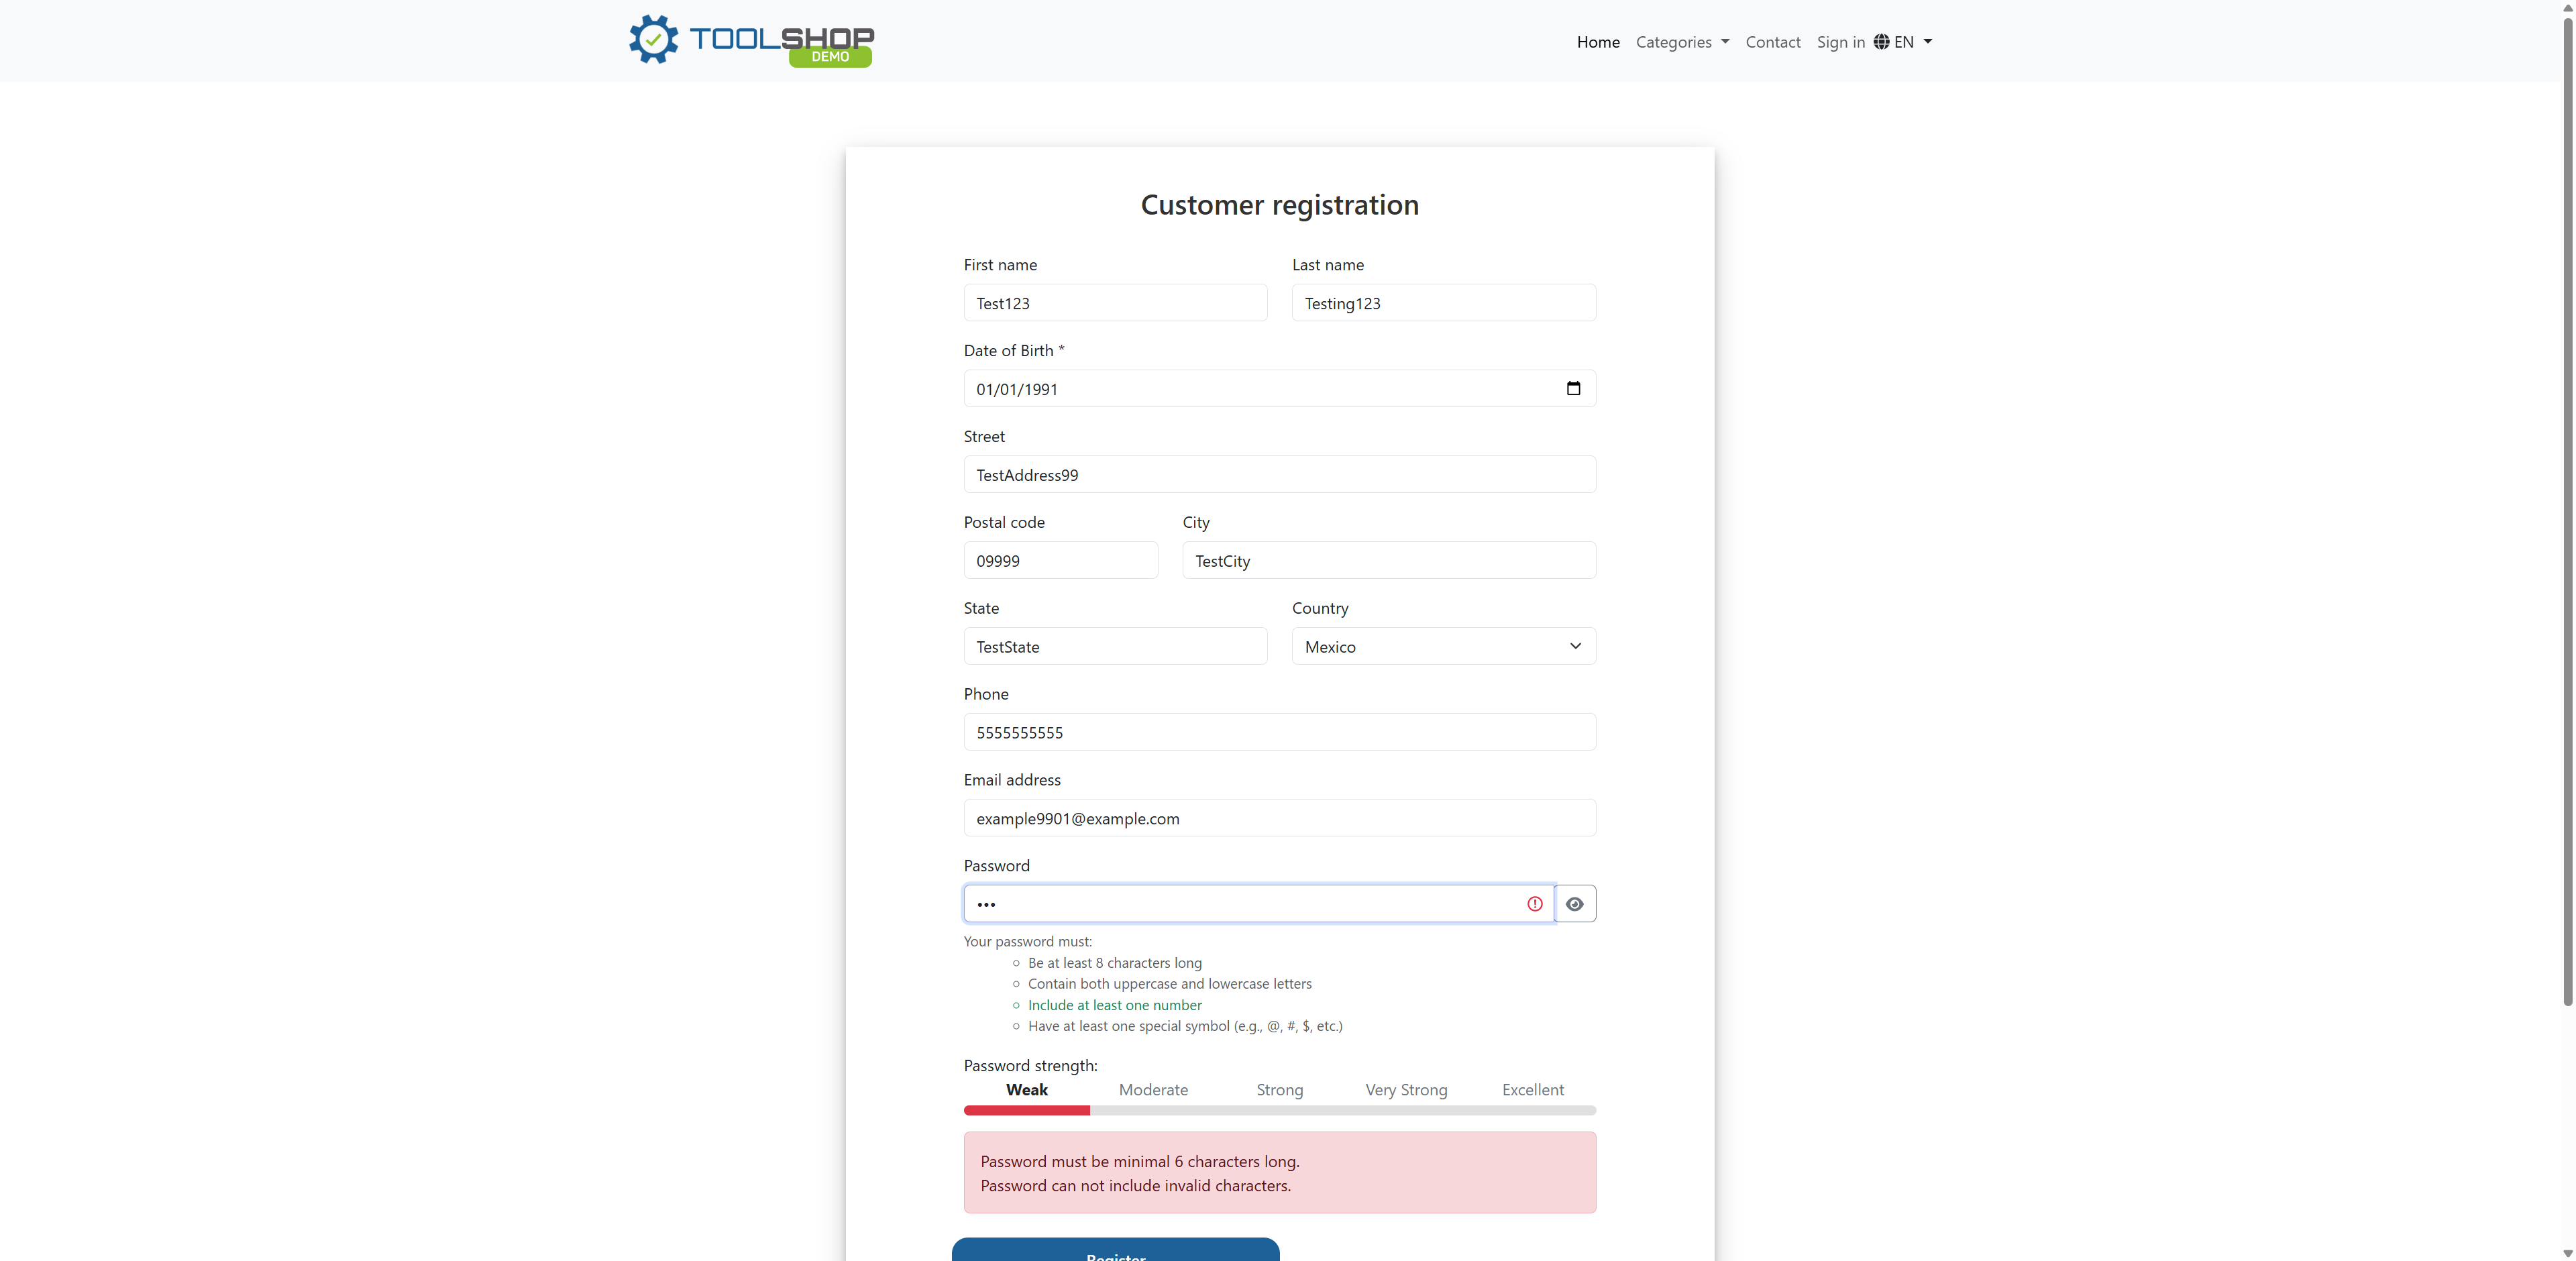 TOOLSHOP
DEMO
Home Categories Contact Sign in EN
Customer registration
First name Last name
Test123 Testing123
Date of Birth *
01/01/1991
Street
TestAddress99
Postal code City
09999 TestCity
State Country
TestState Mexico
Phone
5555555555
Email address
example9901@example.com
Password
•••
Your password must:
Be at least 8 characters long
Contain both uppercase and lowercase letters
Include at least one number
Have at least one special symbol (e.g., @, #, $, etc.)
Password strength:
Weak Moderate Strong Very Strong Excellent
Password must be minimal 6 characters long.
Password can not include invalid characters.
Register